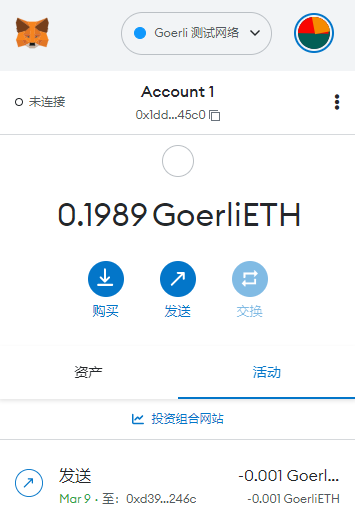 Goerli 测试网络
未连接
Account 1
0x1dd...45c0
0.1989 GoerliETH
购买
发送
交换
资产
活动
投资组合网站
发送
-0.001 Goerl...
Mar 9 · 至: 0xd39...246c
-0.001 GoerliETH